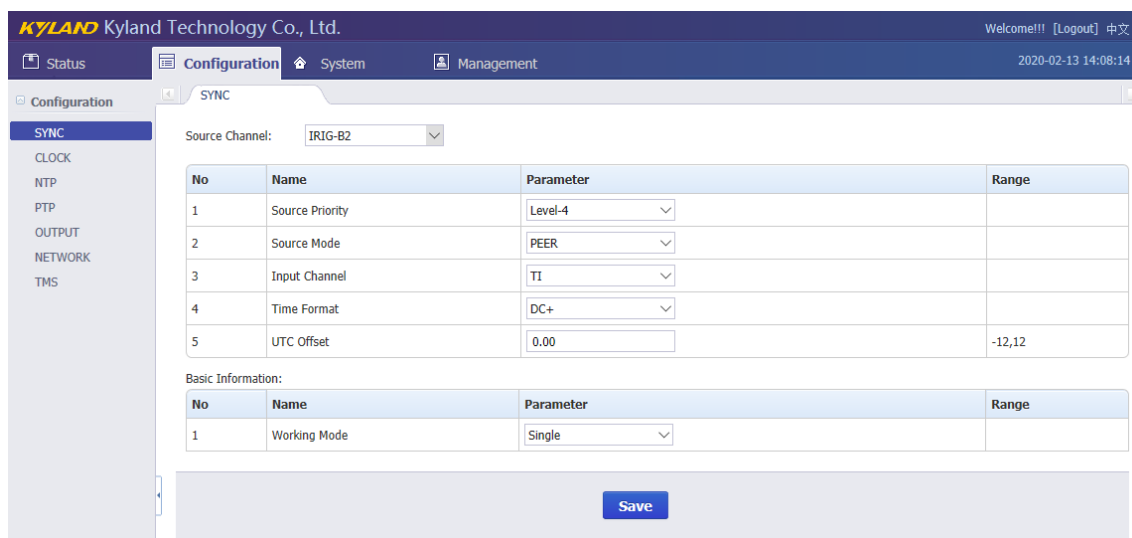 KYLAND Kyland Technology Co., Ltd. Welcome!!! [Logout] 中文
Status Configuration System Management 2020-02-13 14:08:14
Configuration SYNC
SYNC
CLOCK
NTP
PTP
OUTPUT
NETWORK
TMS
Source Channel: IRIG-B2
No Name Parameter Range
1 Source Priority Level-4
2 Source Mode PEER
3 Input Channel TI
4 Time Format DC+
5 UTC Offset 0.00 -12,12
Basic Information:
No Name Parameter Range
1 Working Mode Single
Save